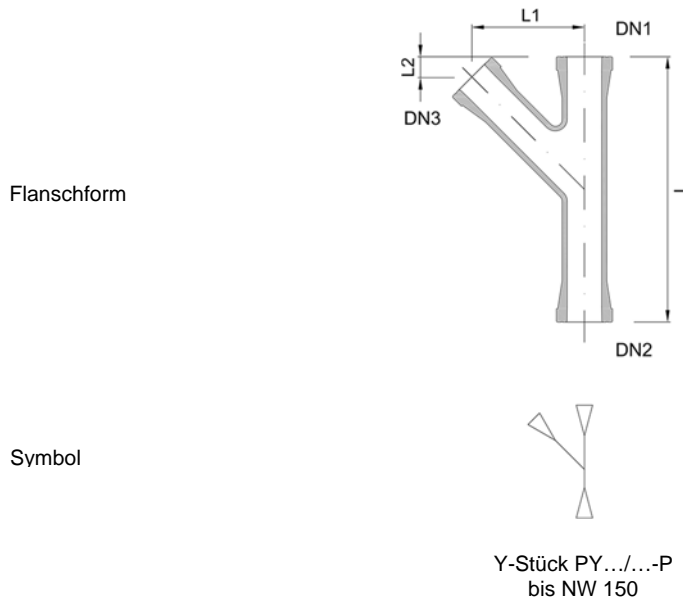 L1
DN1
L2
DN3
Flanschform
L
DN2
Symbol
Y-Stück PY…/…-P
bis NW 150